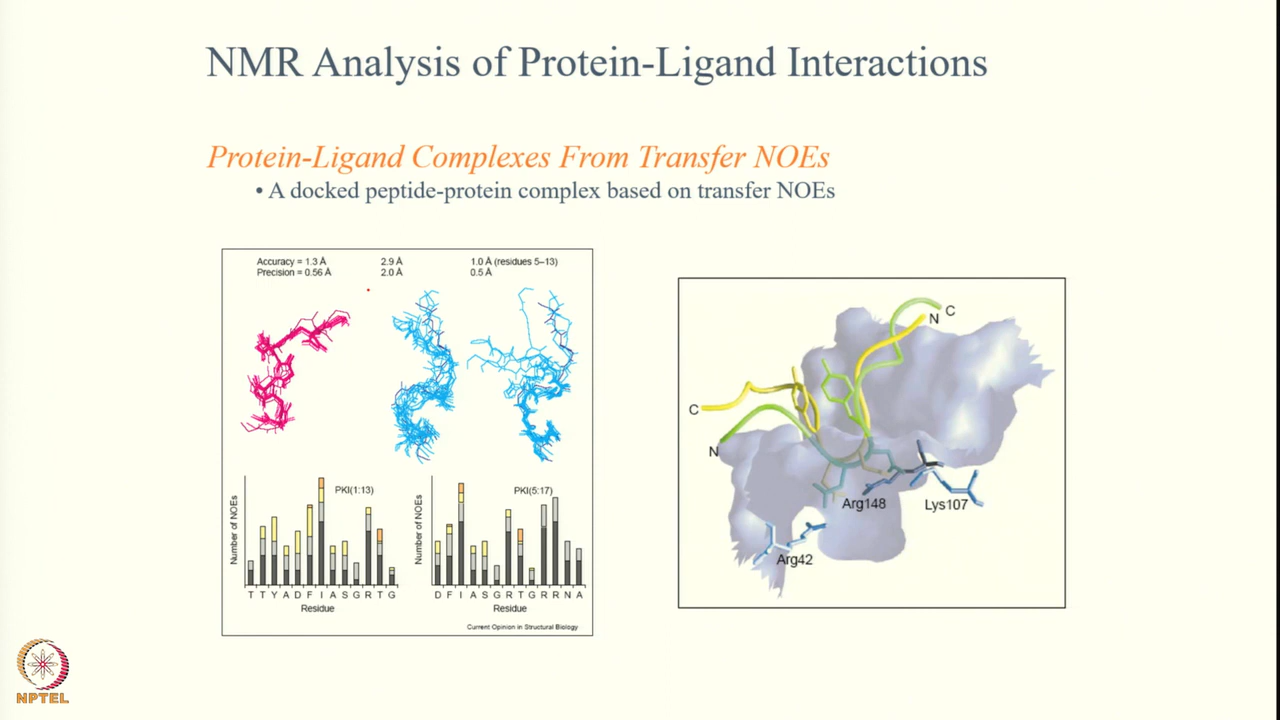 NMR Analysis of Protein-Ligand Interactions
Protein-Ligand Complexes From Transfer NOEs
• A docked peptide-protein complex based on transfer NOEs
Accuracy = 1.3 Å 2.9 Å 1.0 Å (residues 5–13)
Precision = 0.56 Å 2.0 Å 0.5 Å
PKI(1:13)
Number of NOEs
T T Y A D F I A S G R T G
Residue
PKI(5:17)
Number of NOEs
D F I A S G R T G R R N A
Residue
Current Opinion in Structural Biology
N C
C
N
Arg148 Lys107
Arg42
NPTEL